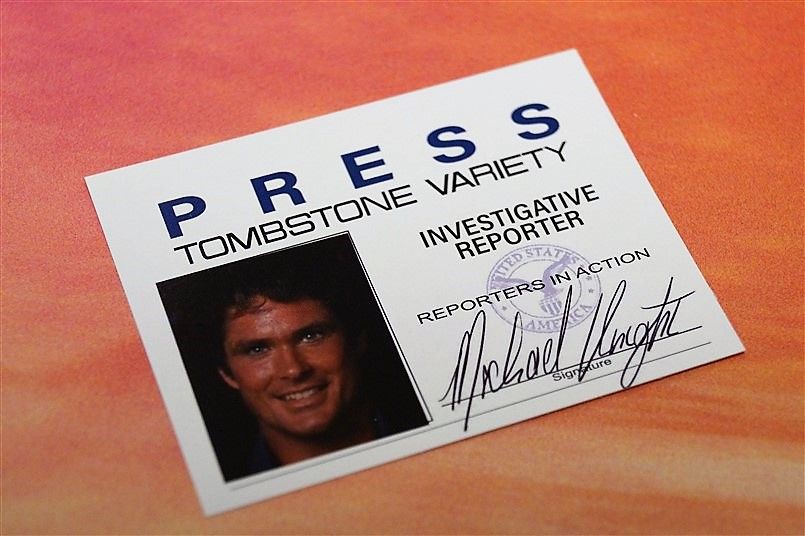 PRESS
TOMBSTONE VARIETY
INVESTIGATIVE
REPORTER
UNITED STATES
REPORTERS IN ACTION
AMERICA
Michael Knight
Signature